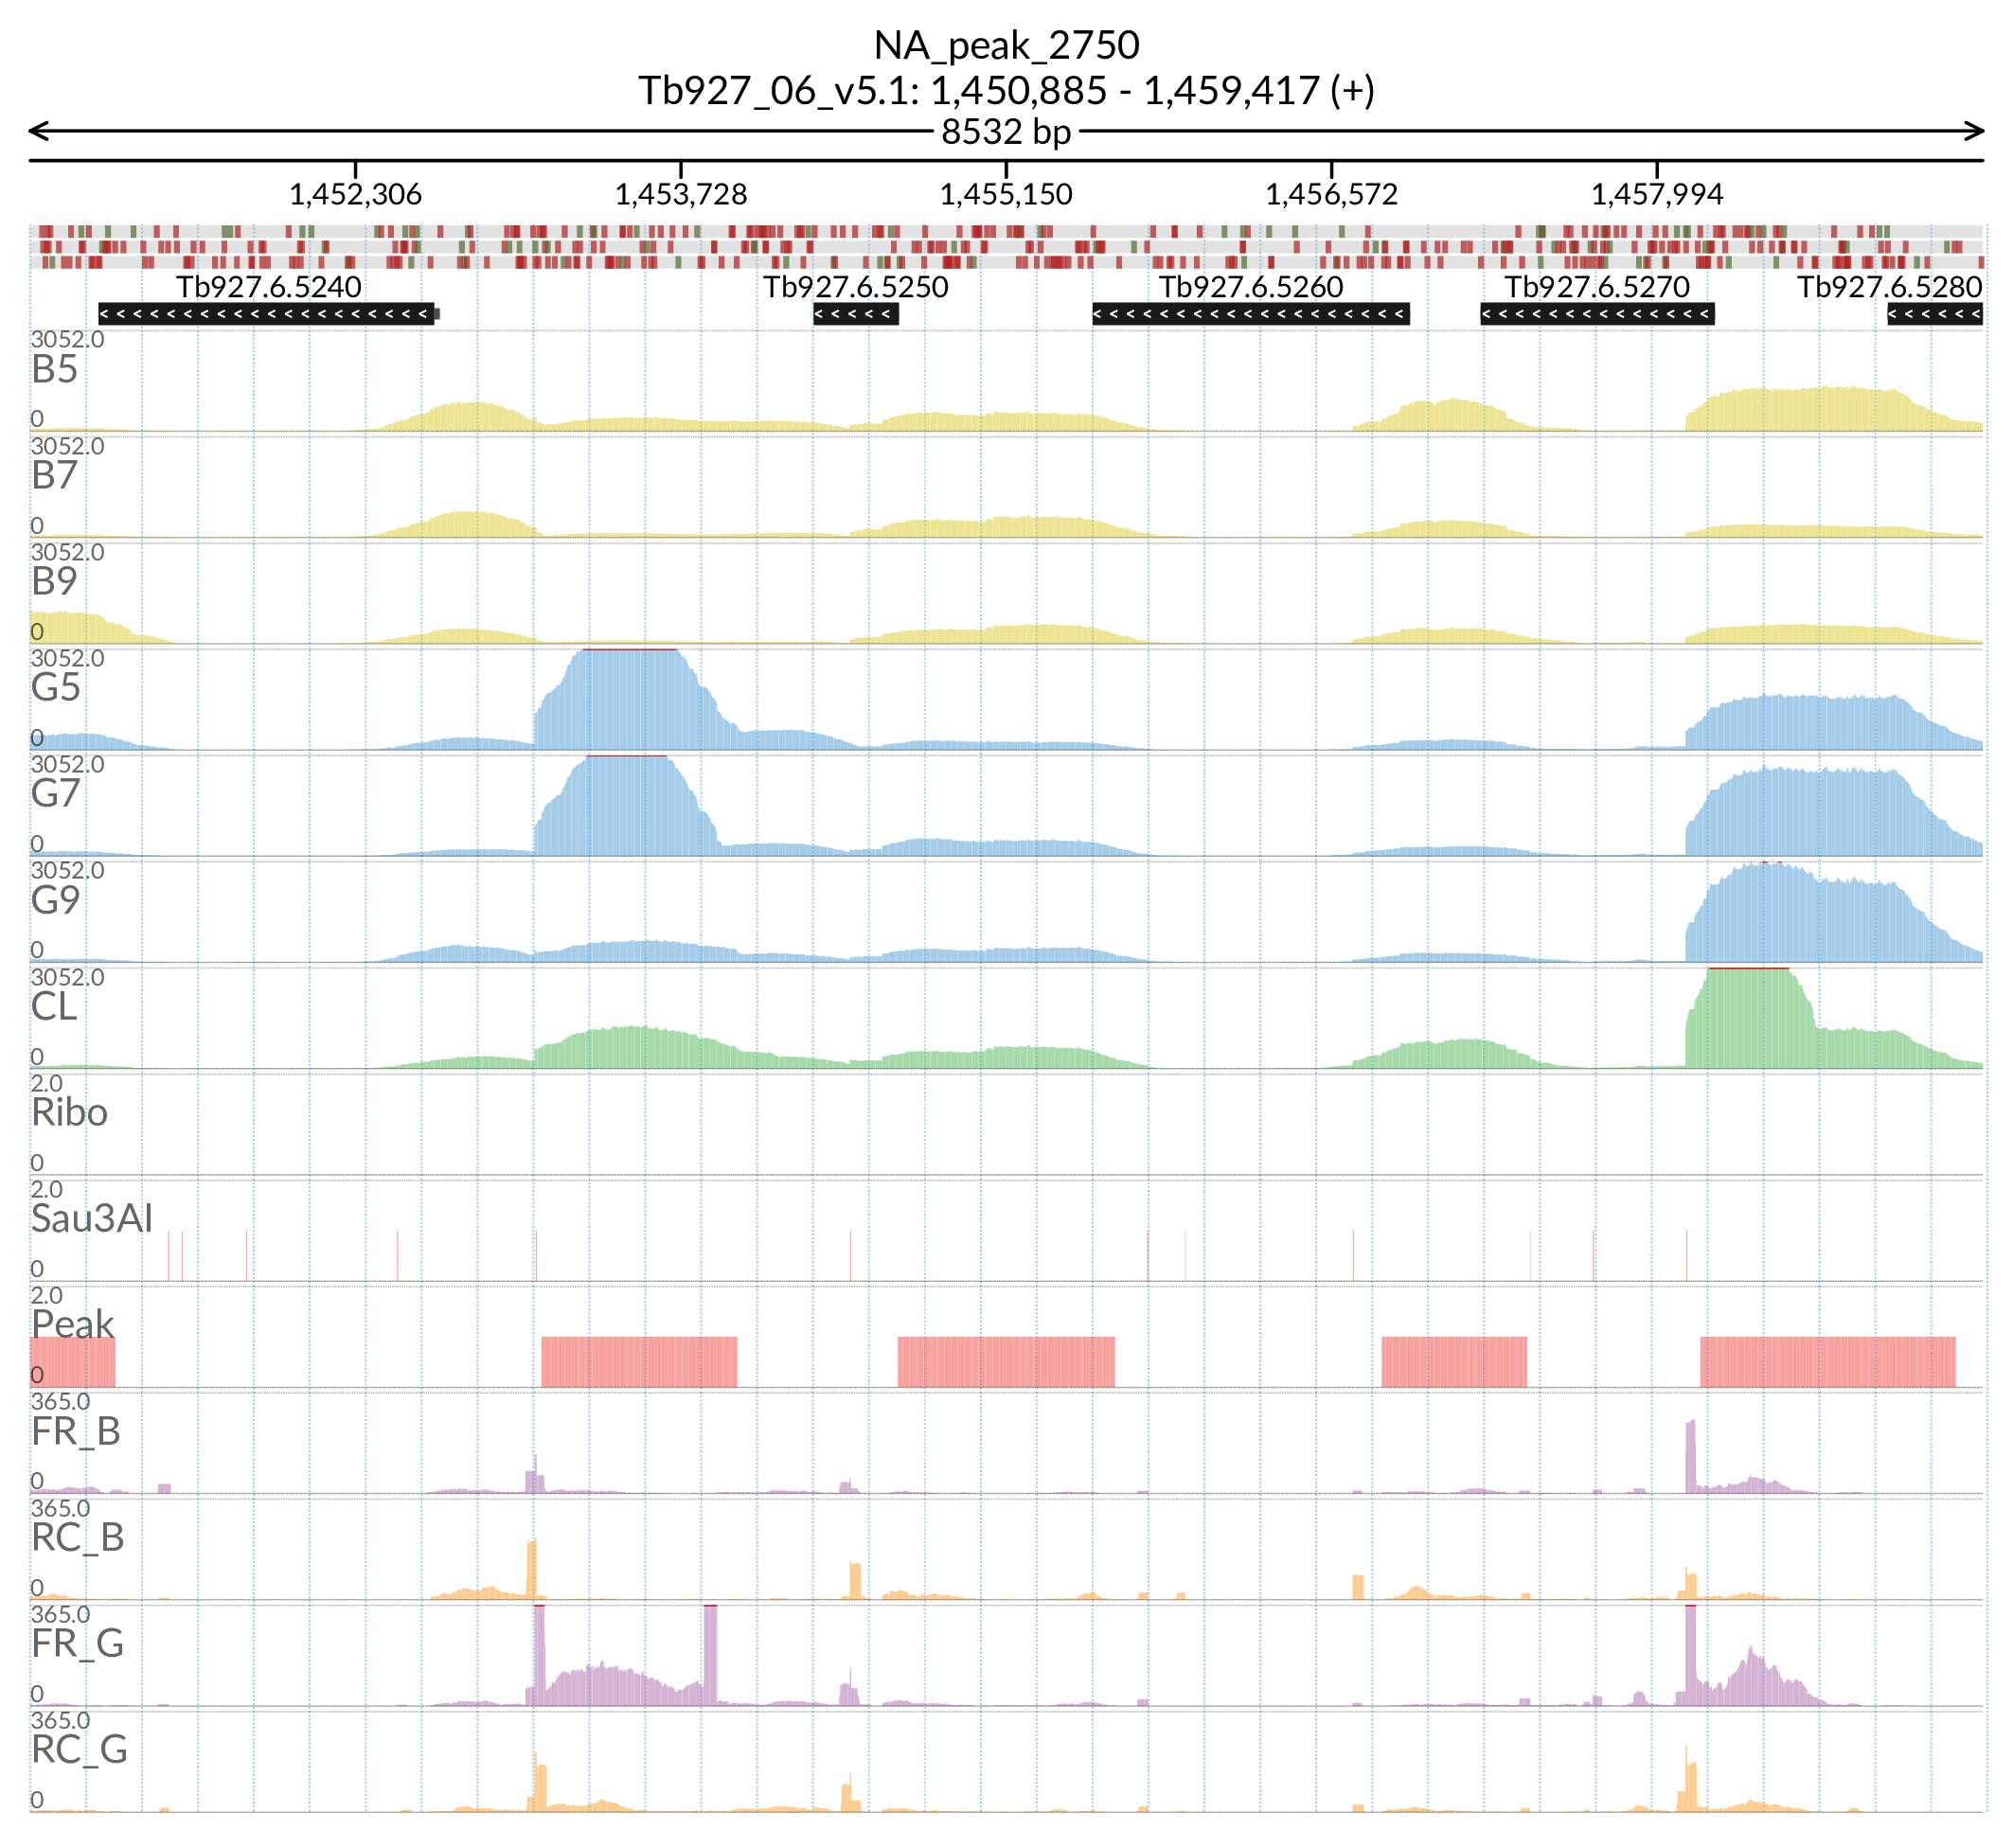 NA_peak_2750
Tb927_06_v5.1: 1,450,885 - 1,459,417 (+)
8532 bp
1,452,306 1,453,728 1,455,150 1,456,572 1,457,994
Tb927.6.5240 Tb927.6.5250 Tb927.6.5260 Tb927.6.5270 Tb927.6.5280
3052.0
B5
0
3052.0
B7
0
3052.0
B9
0
3052.0
G5
0
3052.0
G7
0
3052.0
G9
0
3052.0
CL
0
2.0
Ribo
0
2.0
Sau3AI
0
2.0
Peak
0
365.0
FR_B
0
365.0
RC_B
0
365.0
FR_G
0
365.0
RC_G
0